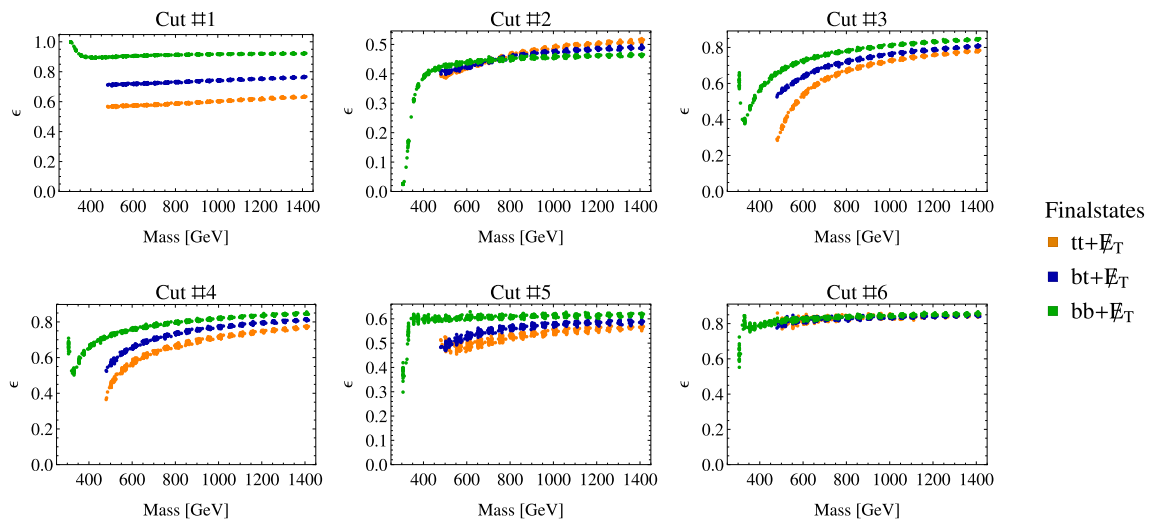 Cut #1
Cut #2
Cut #3
1.0
0.8
0.6
0.4
0.2
0.0
ϵ
400 600 800 1000 1200 1400
Mass [GeV]
0.5
0.4
0.3
0.2
0.1
0.0
ϵ
400 600 800 1000 1200 1400
Mass [GeV]
0.8
0.6
0.4
0.2
0.0
ϵ
400 600 800 1000 1200 1400
Mass [GeV]
Finalstates
tt+E̸_T
bt+E̸_T
bb+E̸_T
Cut #4
Cut #5
Cut #6
0.8
0.6
0.4
0.2
0.0
ϵ
400 600 800 1000 1200 1400
Mass [GeV]
0.6
0.5
0.4
0.3
0.2
0.1
0.0
ϵ
400 600 800 1000 1200 1400
Mass [GeV]
0.8
0.6
0.4
0.2
0.0
ϵ
400 600 800 1000 1200 1400
Mass [GeV]